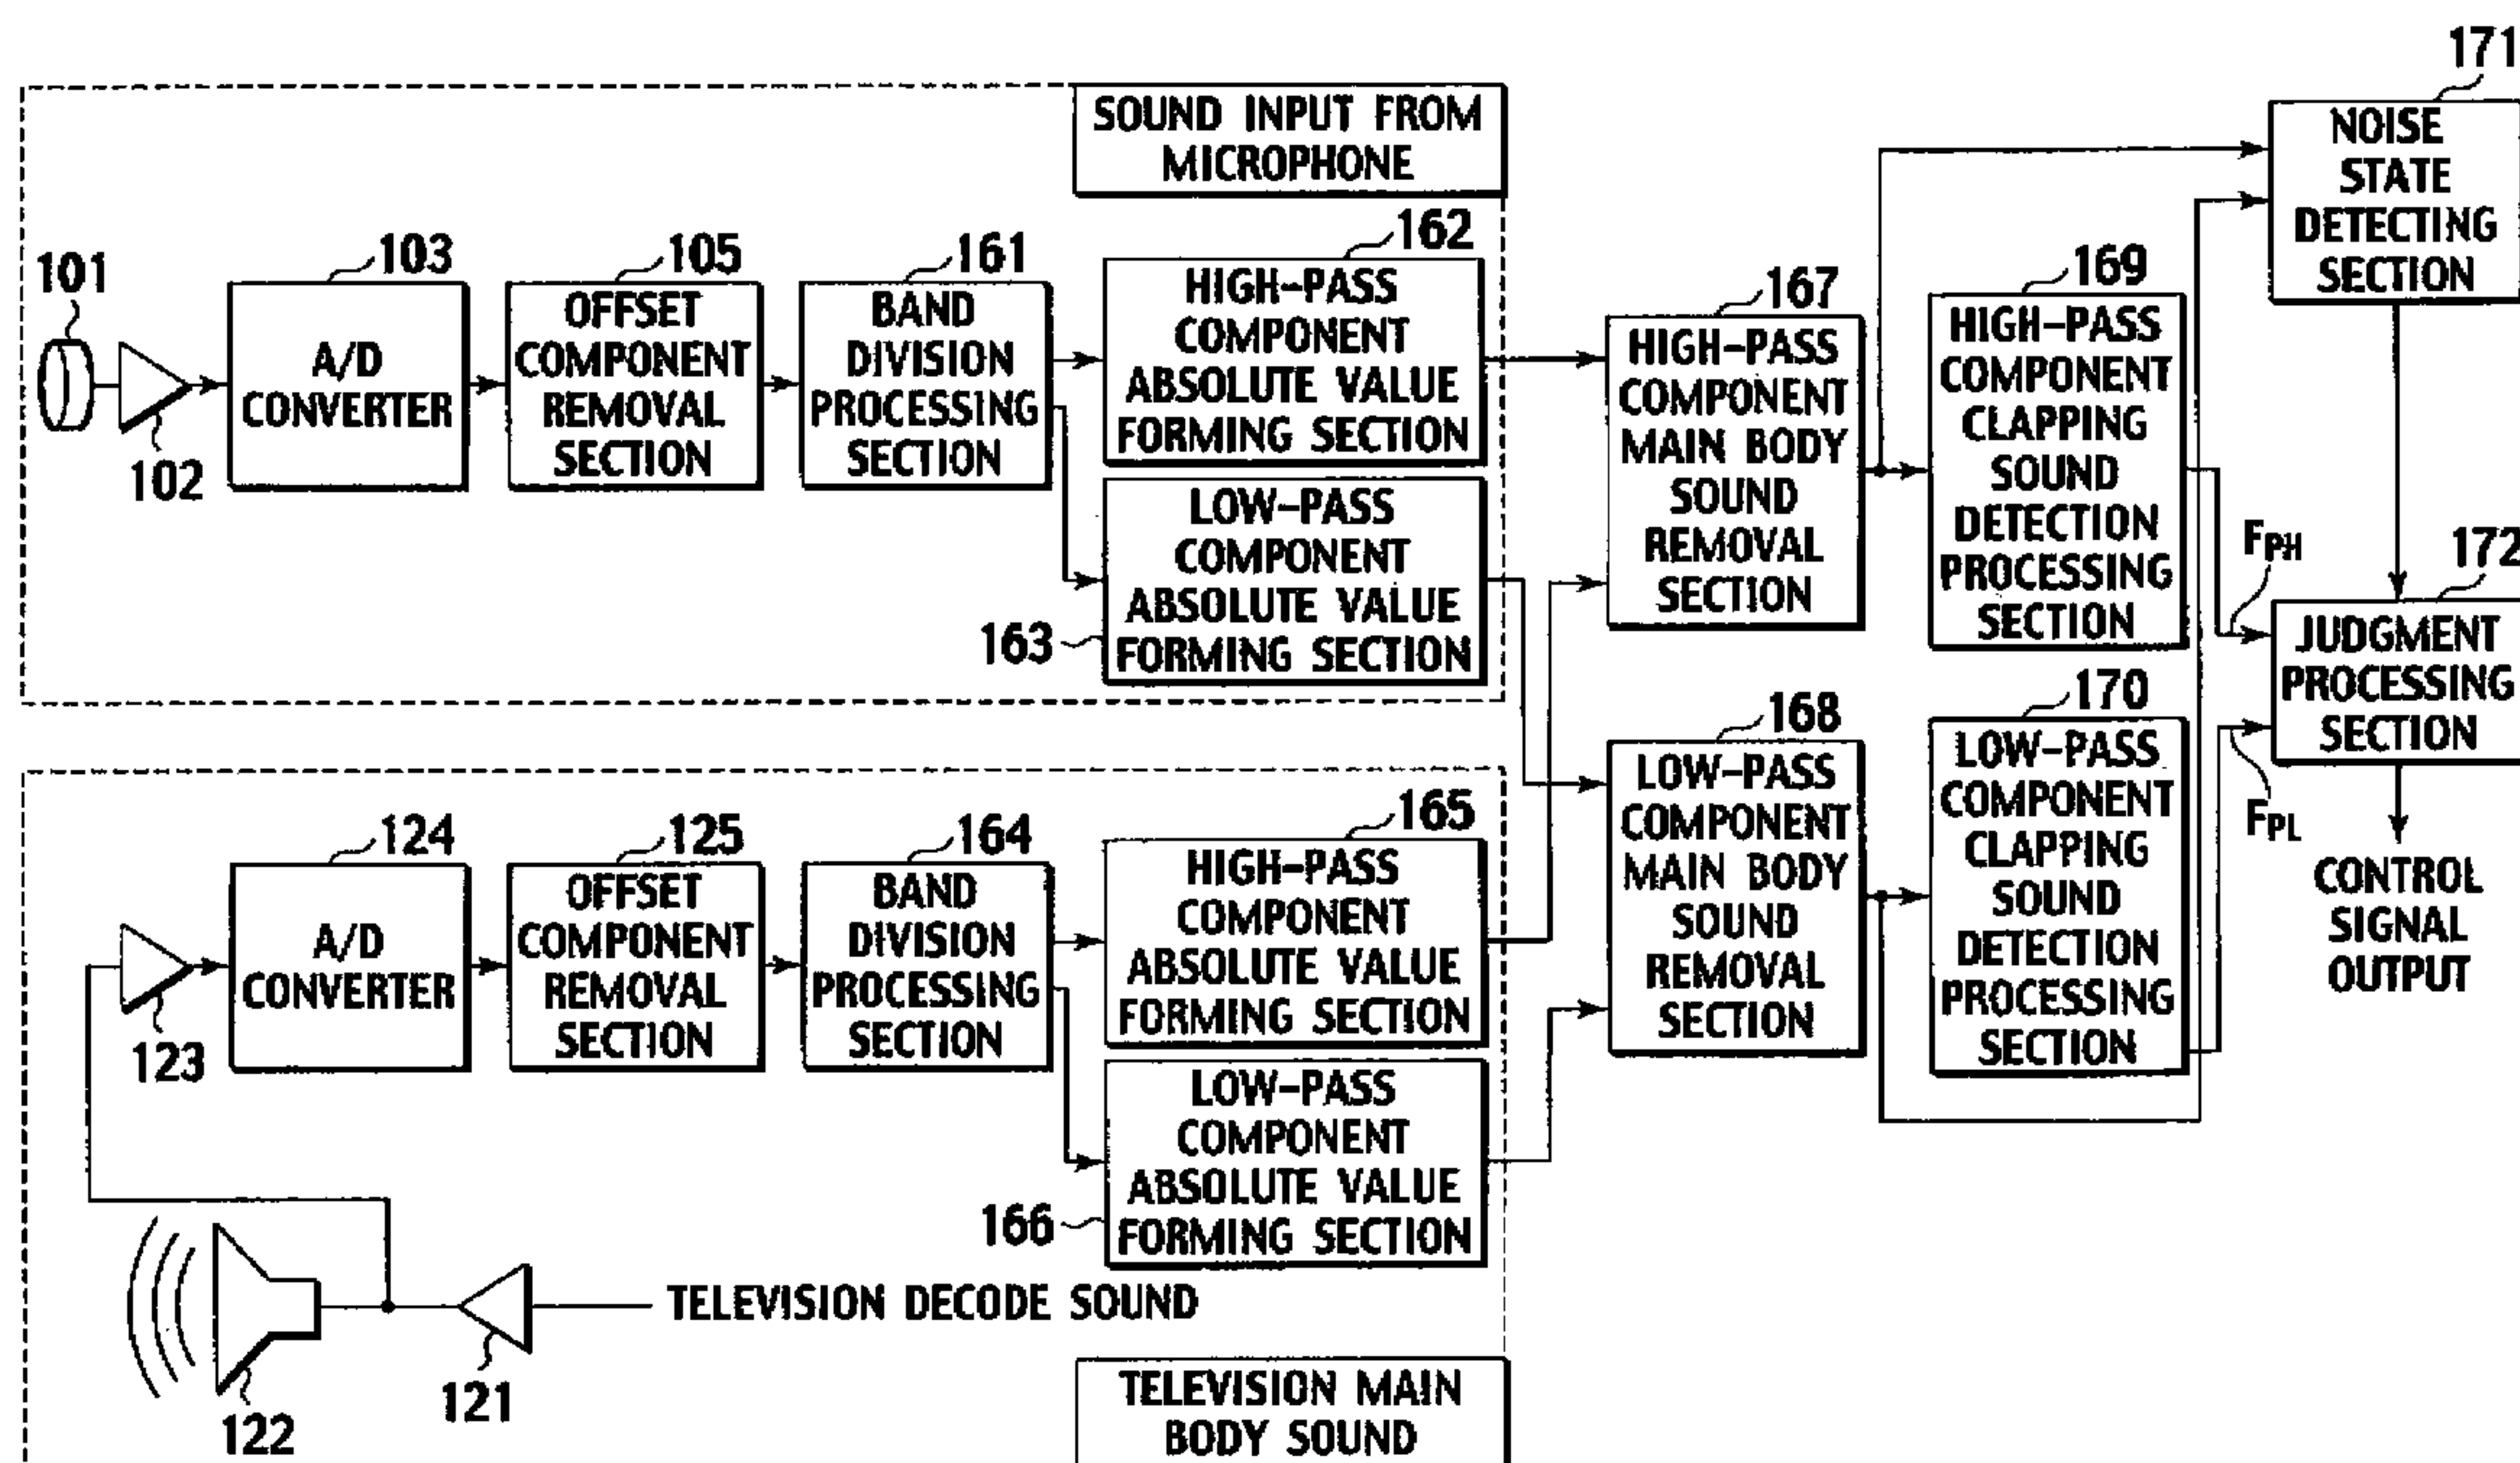 SOUND INPUT FROM
MICROPHONE
101
102
103
A/D
CONVERTER
105
OFFSET
COMPONENT
REMOVAL
SECTION
161
BAND
DIVISION
PROCESSING
SECTION
162
HIGH-PASS
COMPONENT
ABSOLUTE VALUE
FORMING SECTION
163
LOW-PASS
COMPONENT
ABSOLUTE VALUE
FORMING SECTION
167
HIGH-PASS
COMPONENT
MAIN BODY
SOUND
REMOVAL
SECTION
169
HIGH-PASS
COMPONENT
CLAPPING
SOUND
DETECTION
PROCESSING
SECTION
171
NOISE
STATE
DETECTING
SECTION
FPH
172
JUDGMENT
PROCESSING
SECTION
FPL
CONTROL
SIGNAL
OUTPUT
168
LOW-PASS
COMPONENT
MAIN BODY
SOUND
REMOVAL
SECTION
170
LOW-PASS
COMPONENT
CLAPPING
SOUND
DETECTION
PROCESSING
SECTION
123
124
A/D
CONVERTER
125
OFFSET
COMPONENT
REMOVAL
SECTION
164
BAND
DIVISION
PROCESSING
SECTION
165
HIGH-PASS
COMPONENT
ABSOLUTE VALUE
FORMING SECTION
166
LOW-PASS
COMPONENT
ABSOLUTE VALUE
FORMING SECTION
TELEVISION DECODE SOUND
121
122
TELEVISION MAIN
BODY SOUND